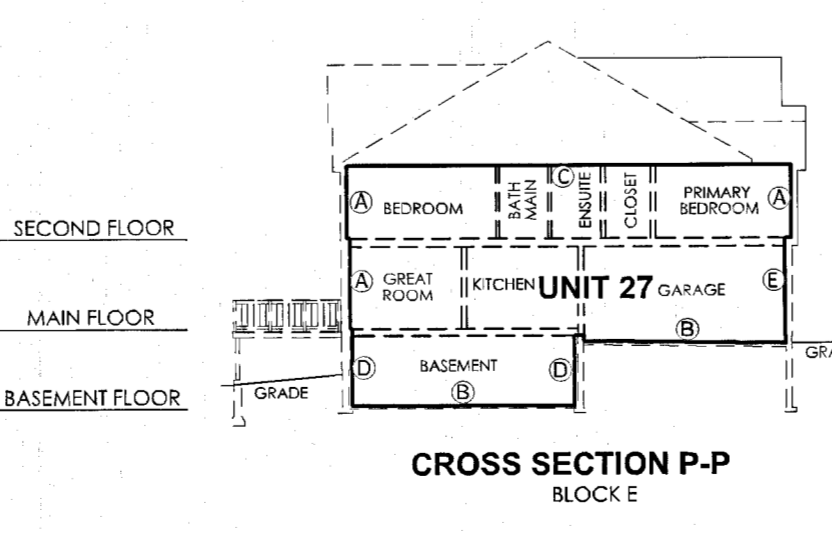 C
A
BEDROOM
BATH
MAIN
ENSUITE
CLOSET
PRIMARY
BEDROOM
A
SECOND FLOOR
A
GREAT
ROOM
KITCHEN
UNIT 27
GARAGE
E
MAIN FLOOR
B
GRA
D
BASEMENT
D
BASEMENT FLOOR
GRADE
B
CROSS SECTION P-P
BLOCK E